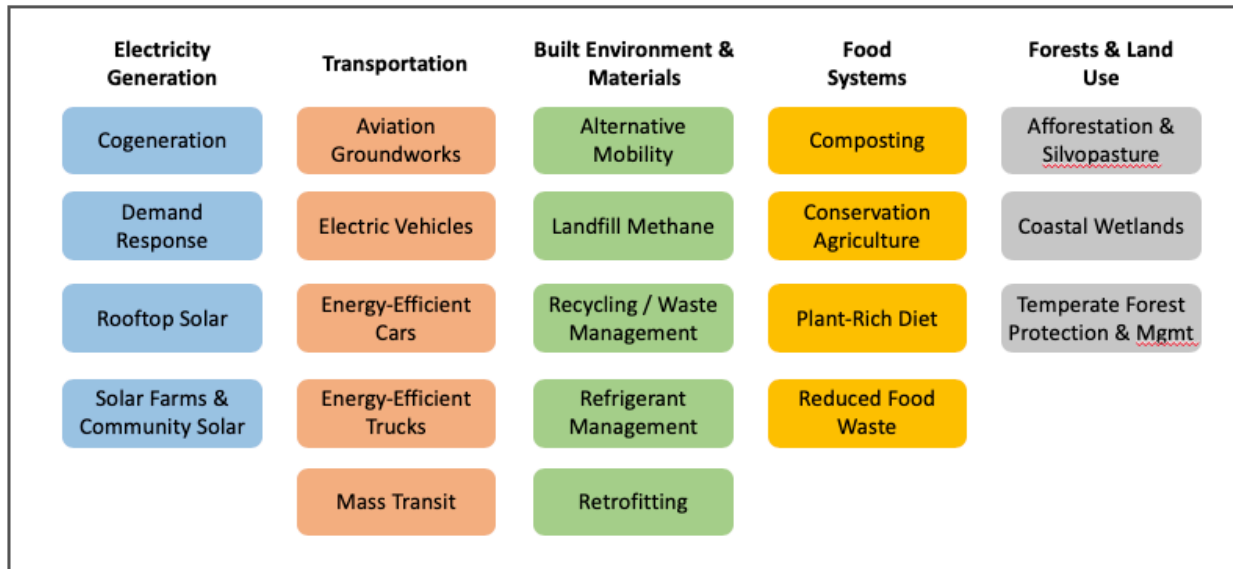 Electricity
Generation
Transportation
Built Environment &
Materials
Food
Systems
Forests & Land
Use
Cogeneration
Demand
Response
Rooftop Solar
Solar Farms &
Community Solar
Aviation
Groundworks
Electric Vehicles
Energy-Efficient
Cars
Energy-Efficient
Trucks
Mass Transit
Alternative
Mobility
Landfill Methane
Recycling / Waste
Management
Refrigerant
Management
Retrofitting
Composting
Conservation
Agriculture
Plant-Rich Diet
Reduced Food
Waste
Afforestation &
Silvopasture
Coastal Wetlands
Temperate Forest
Protection & Mgmt